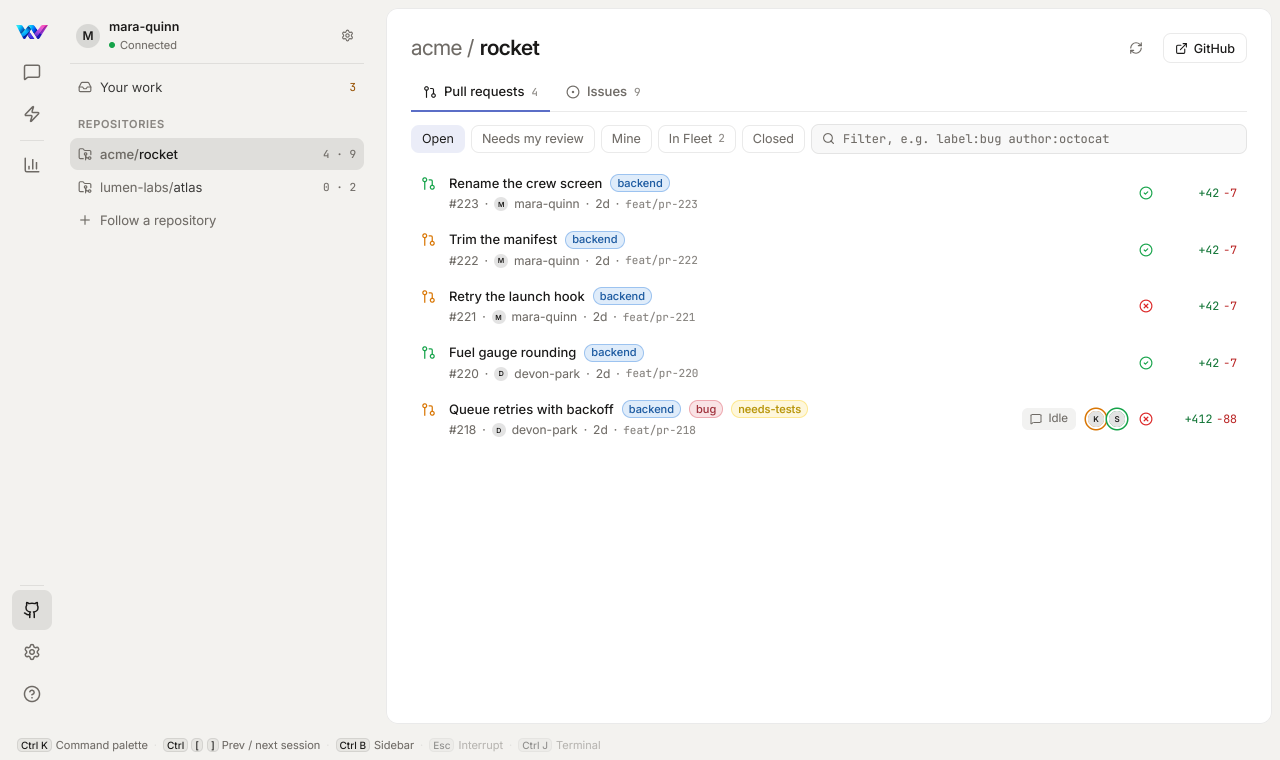 M
mara-quinn
Connected
Your work 3
REPOSITORIES
acme/rocket 4 · 9
lumen-labs/atlas 0 · 2
Follow a repository
acme / rocket
GitHub
Pull requests 4
Issues 9
Open
Needs my review
Mine
In Fleet 2
Closed
Filter, e.g. label:bug author:octocat
Rename the crew screen backend
#223 · M mara-quinn · 2d · feat/pr-223
+42 -7
Trim the manifest backend
#222 · M mara-quinn · 2d · feat/pr-222
+42 -7
Retry the launch hook backend
#221 · M mara-quinn · 2d · feat/pr-221
+42 -7
Fuel gauge rounding backend
#220 · D devon-park · 2d · feat/pr-220
+42 -7
Queue retries with backoff backend bug needs-tests
#218 · D devon-park · 2d · feat/pr-218
Idle K S +412 -88
Ctrl K Command palette · Ctrl [ ] Prev / next session · Ctrl B Sidebar · Esc Interrupt · Ctrl J Terminal